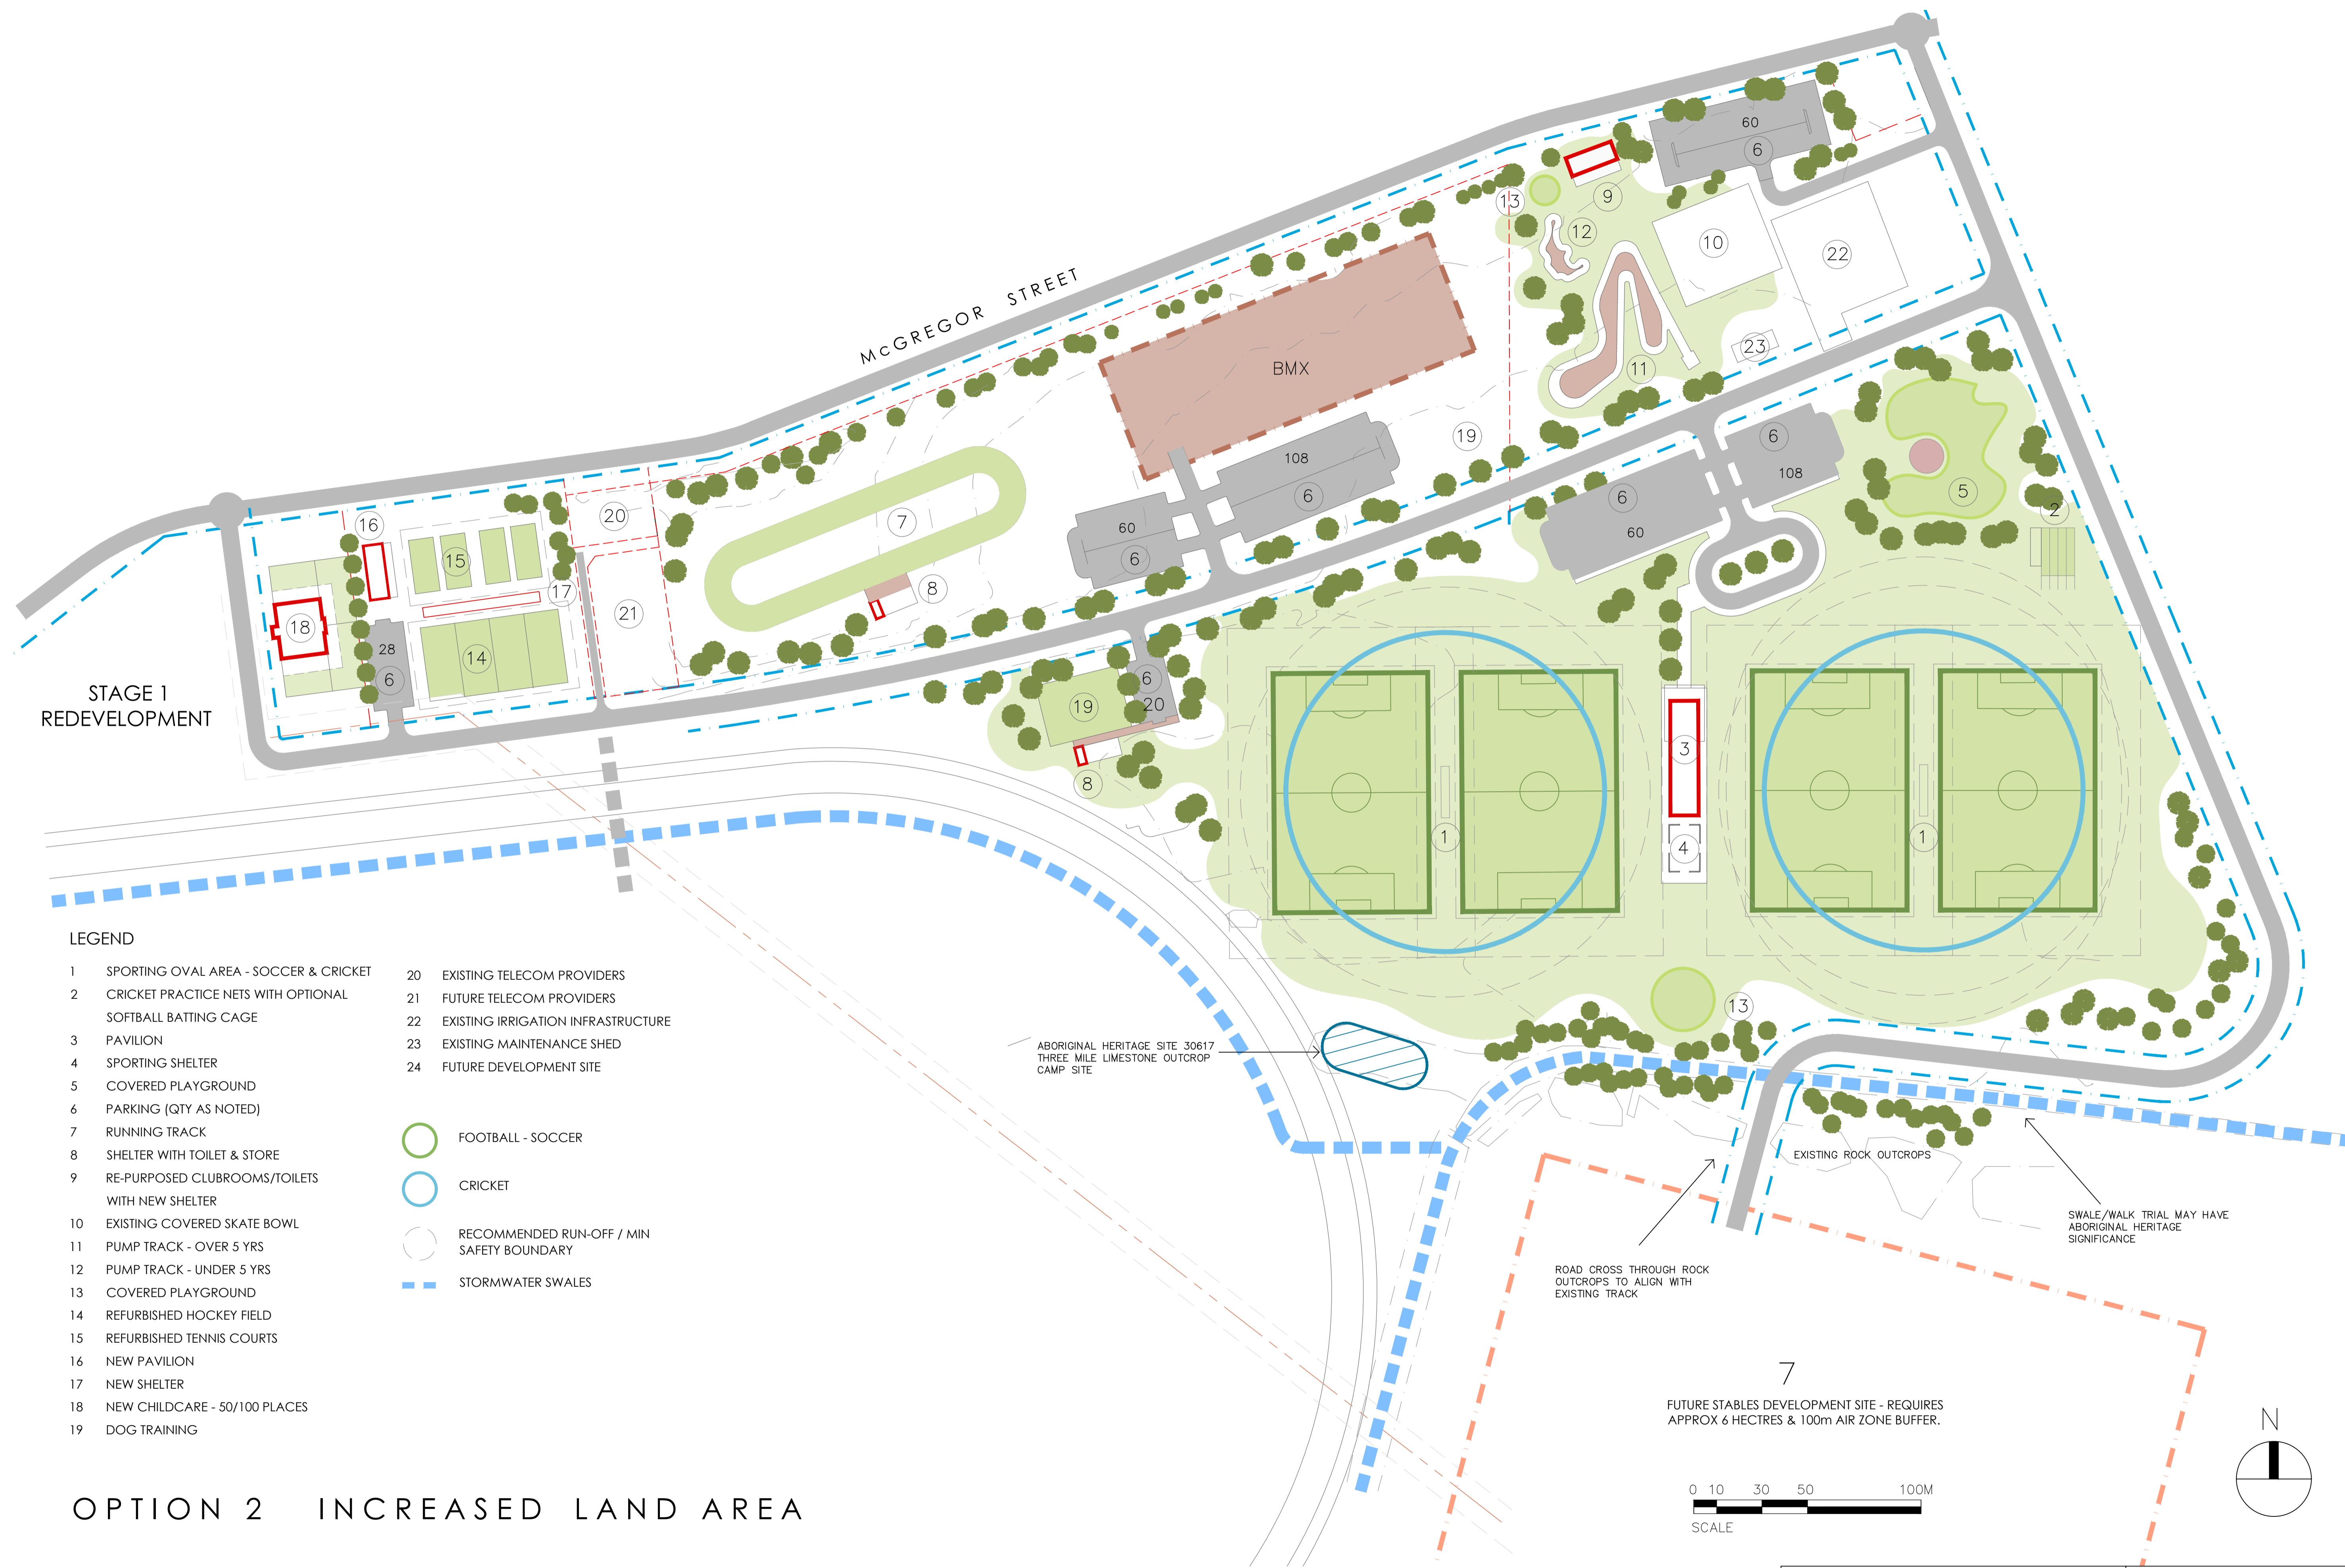 McGREGOR STREET
60
6
9
13
12
10
22
BMX
11
23
19
108
6
6
108
5
2
6
60
16
20
7
15
60
6
17
8
21
18
28
14
6
6
19
20
8
STAGE 1
REDEVELOPMENT
3
1
4
1
13
LEGEND
1 SPORTING OVAL AREA - SOCCER & CRICKET
2 CRICKET PRACTICE NETS WITH OPTIONAL
SOFTBALL BATTING CAGE
3 PAVILION
4 SPORTING SHELTER
5 COVERED PLAYGROUND
6 PARKING (QTY AS NOTED)
7 RUNNING TRACK
8 SHELTER WITH TOILET & STORE
9 RE-PURPOSED CLUBROOMS/TOILETS
WITH NEW SHELTER
10 EXISTING COVERED SKATE BOWL
11 PUMP TRACK - OVER 5 YRS
12 PUMP TRACK - UNDER 5 YRS
13 COVERED PLAYGROUND
14 REFURBISHED HOCKEY FIELD
15 REFURBISHED TENNIS COURTS
16 NEW PAVILION
17 NEW SHELTER
18 NEW CHILDCARE - 50/100 PLACES
19 DOG TRAINING
20 EXISTING TELECOM PROVIDERS
21 FUTURE TELECOM PROVIDERS
22 EXISTING IRRIGATION INFRASTRUCTURE
23 EXISTING MAINTENANCE SHED
24 FUTURE DEVELOPMENT SITE
FOOTBALL - SOCCER
CRICKET
RECOMMENDED RUN-OFF / MIN
SAFETY BOUNDARY
STORMWATER SWALES
ABORIGINAL HERITAGE SITE 30617
THREE MILE LIMESTONE OUTCROP
CAMP SITE
EXISTING ROCK OUTCROPS
SWALE/WALK TRIAL MAY HAVE
ABORIGINAL HERITAGE
SIGNIFICANCE
ROAD CROSS THROUGH ROCK
OUTCROPS TO ALIGN WITH
EXISTING TRACK
7
FUTURE STABLES DEVELOPMENT SITE - REQUIRES
APPROX 6 HECTRES & 100m AIR ZONE BUFFER.
N
0 10 30 50 100M
SCALE
OPTION 2 INCREASED LAND AREA